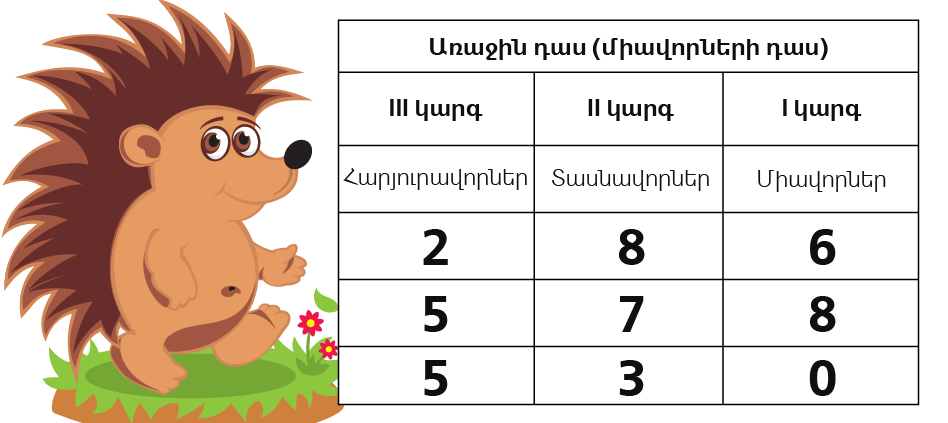 Առաջին դաս (միավորների դաս)
III կարգ II կարգ I կարգ
Հարյուրավորներ Տասնավորներ Միավորներ
2 8 6
5 7 8
5 3 0